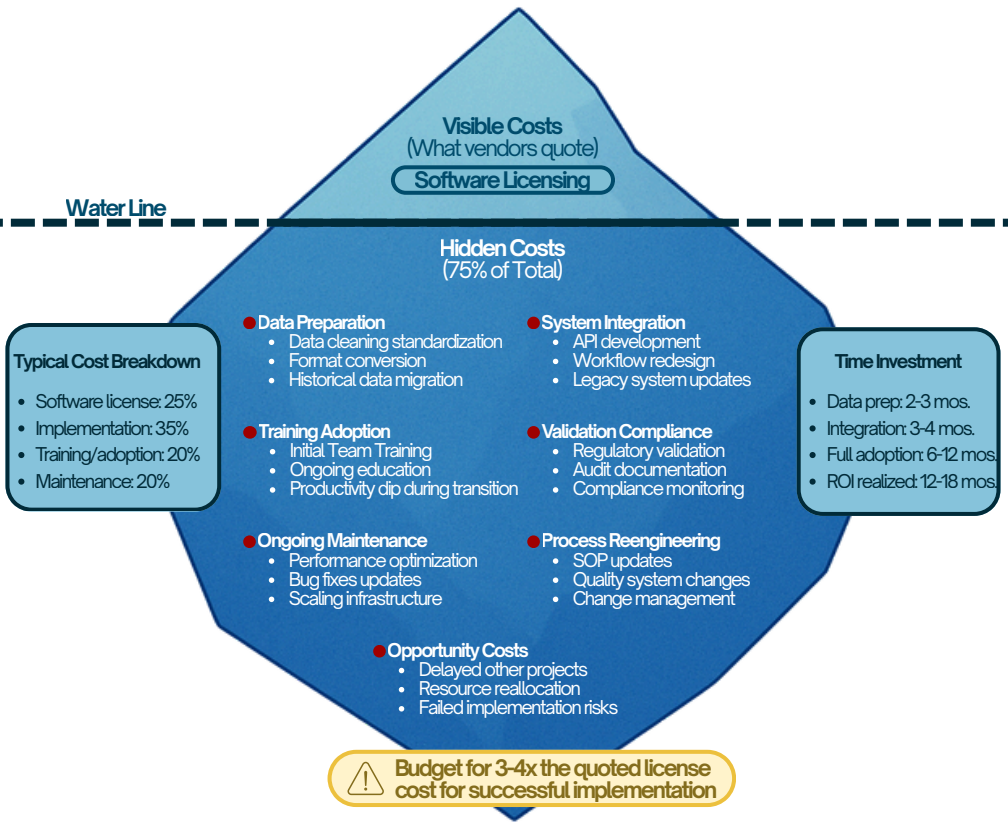 Visible Costs
(What vendors quote)
Software Licensing
Water Line
Hidden Costs
(75% of Total)
Typical Cost Breakdown
• Software license: 25%
• Implementation: 35%
• Training/adoption: 20%
• Maintenance: 20%
Data Preparation
• Data cleaning standardization
• Format conversion
• Historical data migration
System Integration
• API development
• Workflow redesign
• Legacy system updates
Training Adoption
• Initial Team Training
• Ongoing education
• Productivity dip during transition
Validation Compliance
• Regulatory validation
• Audit documentation
• Compliance monitoring
Ongoing Maintenance
• Performance optimization
• Bug fixes updates
• Scaling infrastructure
Process Reengineering
• SOP updates
• Quality system changes
• Change management
Opportunity Costs
• Delayed other projects
• Resource reallocation
• Failed implementation risks
Time Investment
• Data prep: 2-3 mos.
• Integration: 3-4 mos.
• Full adoption: 6-12 mos.
• ROI realized: 12-18 mos.
Budget for 3-4x the quoted license
cost for successful implementation